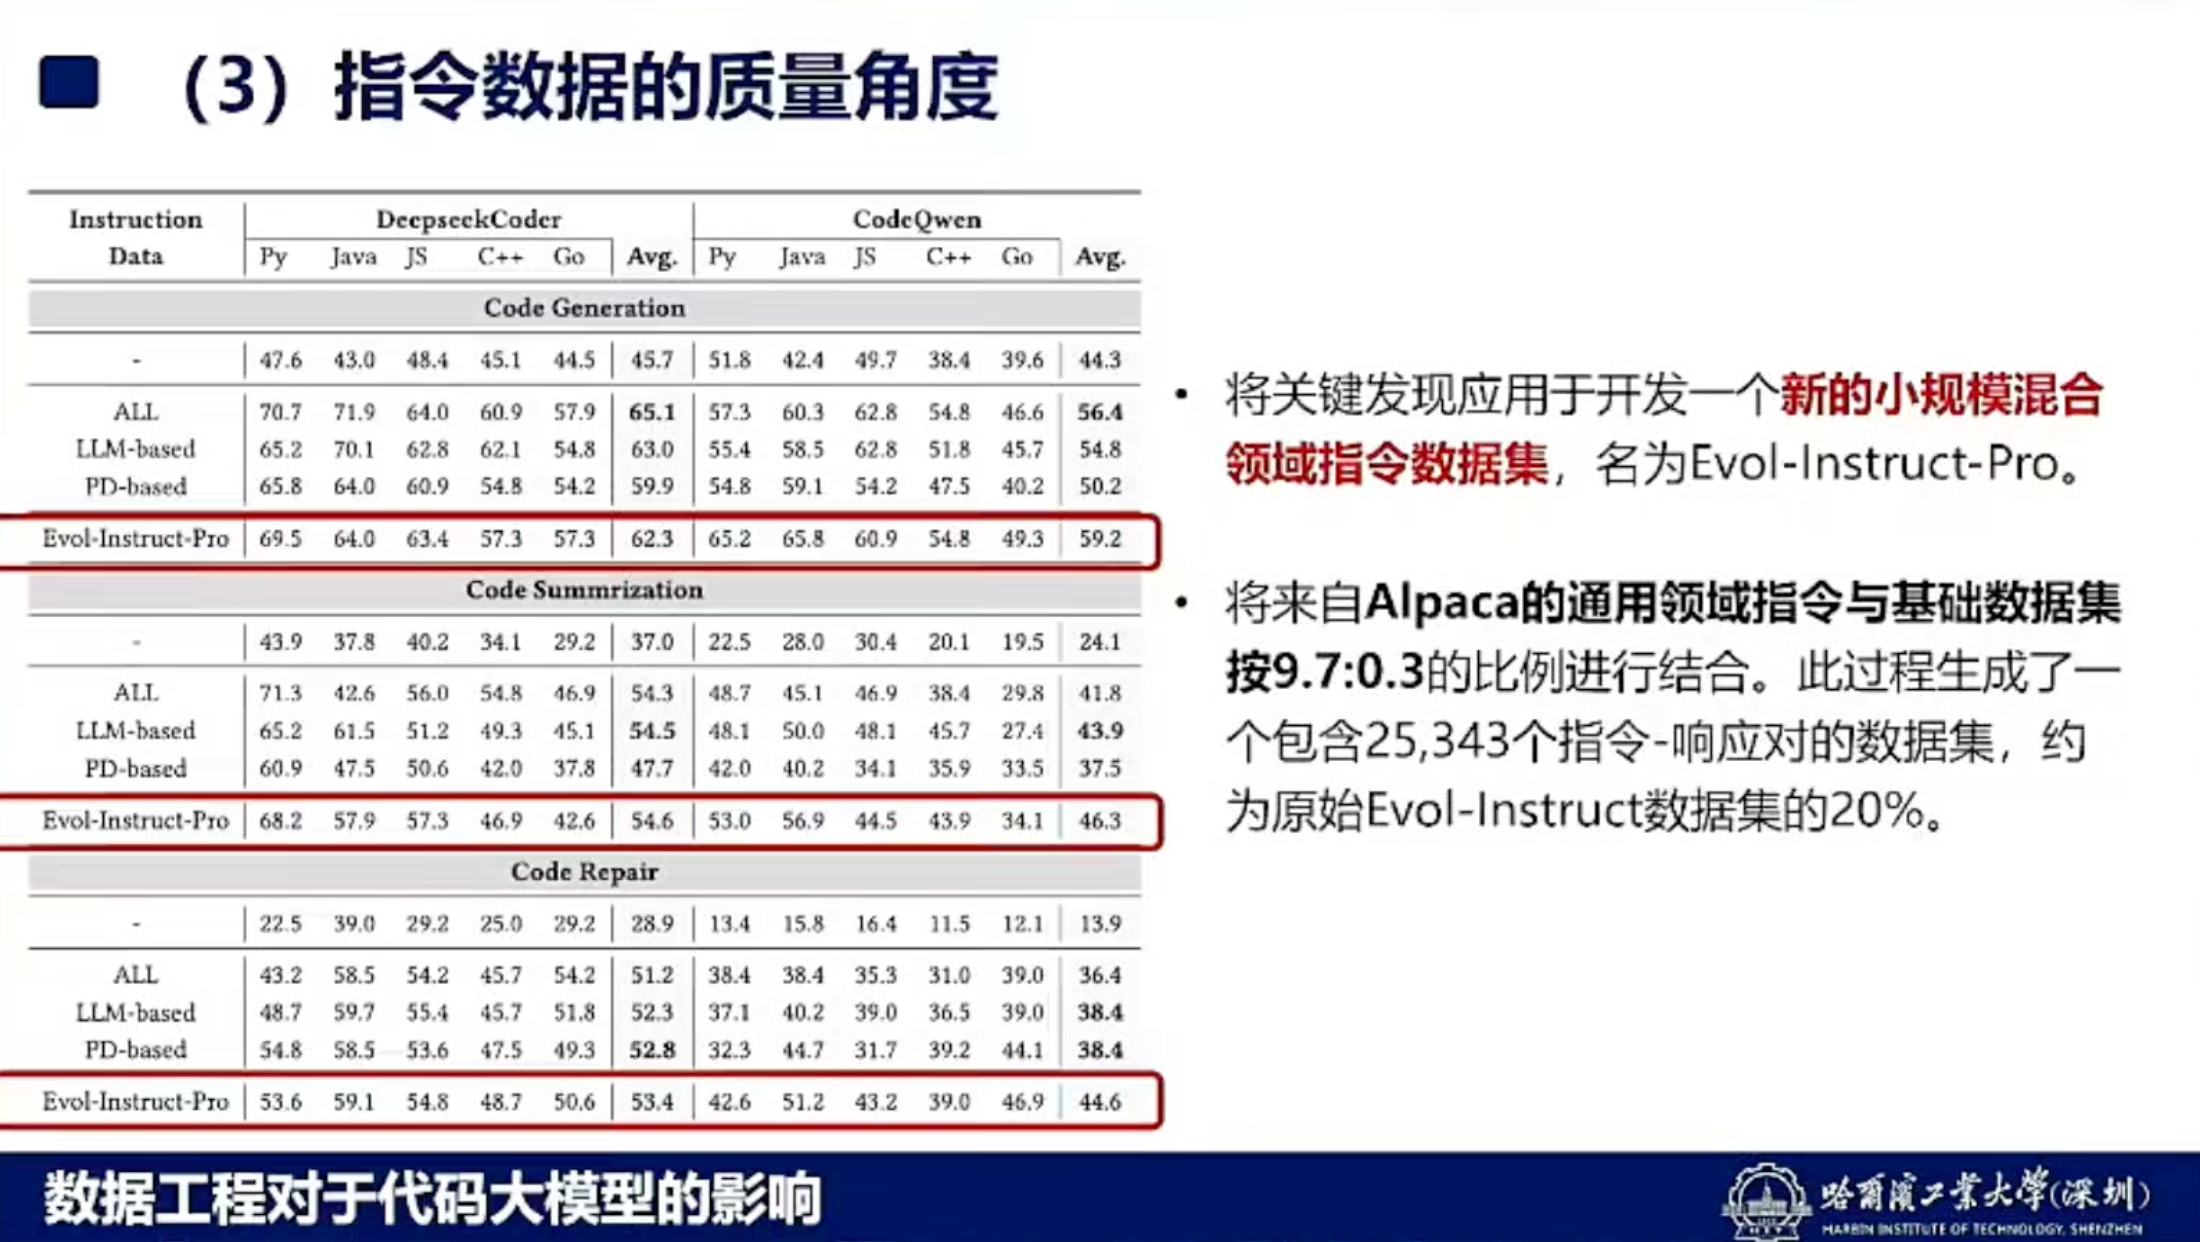 （3）指令数据的质量角度
Instruction Data DeepseekCoder CodeQwen
Py Java JS C++ Go Avg. Py Java JS C++ Go Avg.
Code Generation
- 47.6 43.0 48.4 45.1 44.5 45.7 51.8 42.4 49.7 38.4 39.6 44.3
ALL 70.7 71.9 64.0 60.9 57.9 65.1 57.3 60.3 62.8 54.8 46.6 56.4
LLM-based 65.2 70.1 62.8 62.1 54.8 63.0 55.4 58.5 62.8 51.8 45.7 54.8
PD-based 65.8 64.0 60.9 54.8 54.2 59.9 54.8 59.1 54.2 47.5 40.2 50.2
Evol-Instruct-Pro 69.5 64.0 63.4 57.3 57.3 62.3 65.2 65.8 60.9 54.8 49.3 59.2
Code Summrization
- 43.9 37.8 40.2 34.1 29.2 37.0 22.5 28.0 30.4 20.1 19.5 24.1
ALL 71.3 42.6 56.0 54.8 46.9 54.3 48.7 45.1 46.9 38.4 29.8 41.8
LLM-based 65.2 61.5 51.2 49.3 45.1 54.5 48.1 50.0 48.1 45.7 27.4 43.9
PD-based 60.9 47.5 50.6 42.0 37.8 47.7 42.0 40.2 34.1 35.9 33.5 37.5
Evol-Instruct-Pro 68.2 57.9 57.3 46.9 42.6 54.6 53.0 56.9 44.5 43.9 34.1 46.3
Code Repair
- 22.5 39.0 29.2 25.0 29.2 28.9 13.4 15.8 16.4 11.5 12.1 13.9
ALL 43.2 58.5 54.2 45.7 54.2 51.2 38.4 38.4 35.3 31.0 39.0 36.4
LLM-based 48.7 59.7 55.4 45.7 51.8 52.3 37.1 40.2 39.0 36.5 39.0 38.4
PD-based 54.8 58.5 53.6 47.5 49.3 52.8 32.3 44.7 31.7 39.2 44.1 38.4
Evol-Instruct-Pro 53.6 59.1 54.8 48.7 50.6 53.4 42.6 51.2 43.2 39.0 46.9 44.6
• 将关键发现应用于开发一个新的小规模混合
领域指令数据集，名为Evol-Instruct-Pro。
• 将来自Alpaca的通用领域指令与基础数据集
按9.7:0.3的比例进行结合。此过程生成了一
个包含25,343个指令-响应对的数据集，约
为原始Evol-Instruct数据集的20%。
数据工程对于代码大模型的影响
哈爾濱工業大學(深圳)
HARBIN INSTITUTE OF TECHNOLOGY, SHENZHEN